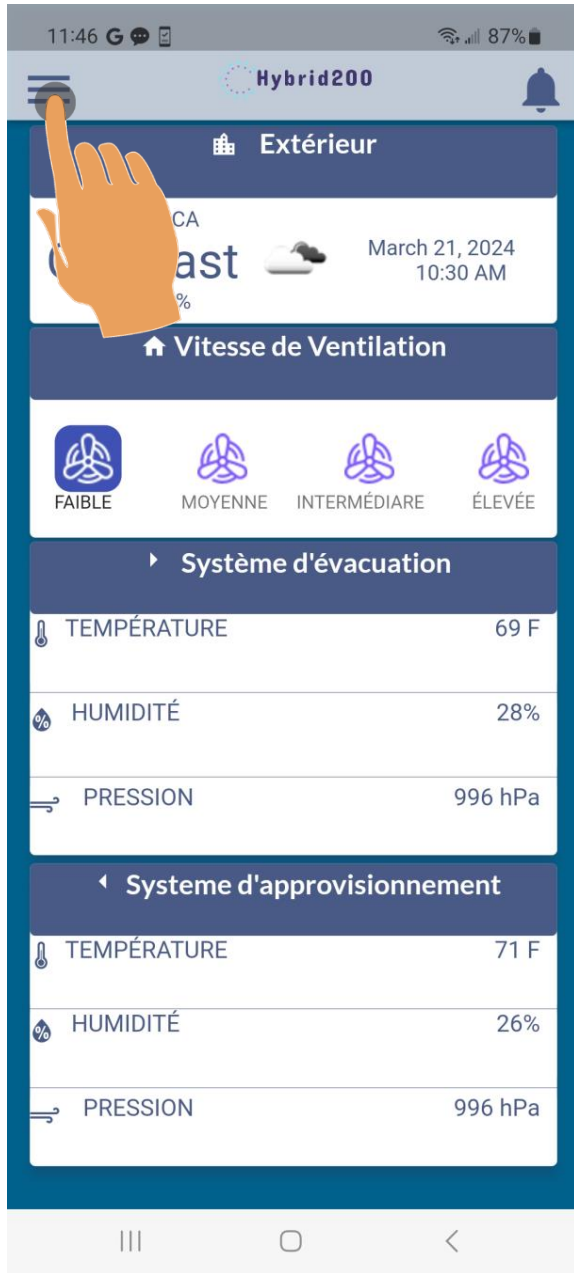 11:46 G 87%
Hybrid200
Extérieur
CA
ast
March 21, 2024
10:30 AM
%
Vitesse de Ventilation
FAIBLE MOYENNE INTERMÉDIARE ÉLEVÉE
Système d'évacuation
TEMPÉRATURE 69 F
% HUMIDITÉ 28%
PRESSION 996 hPa
Systeme d'approvisionnement
TEMPÉRATURE 71 F
% HUMIDITÉ 26%
PRESSION 996 hPa